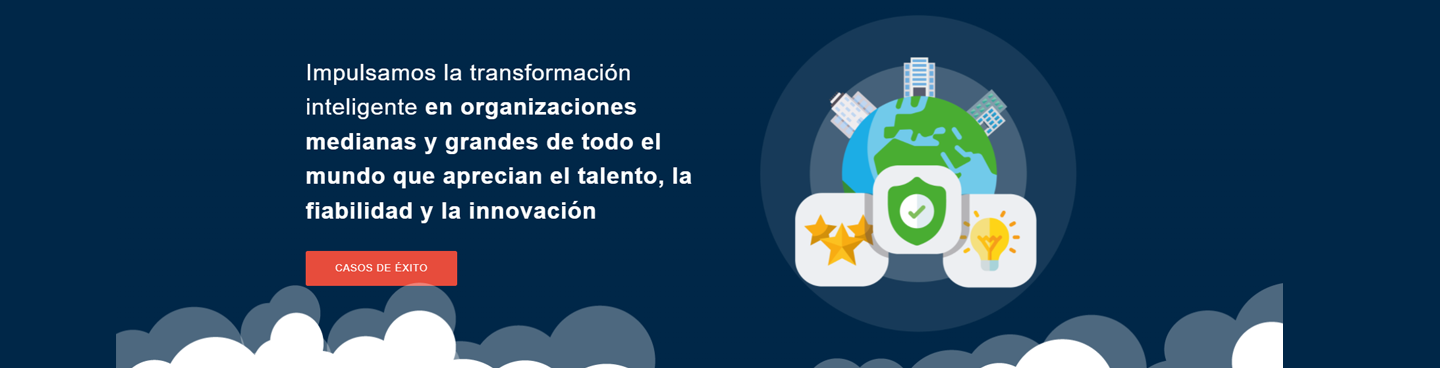 Impulsamos la transformación
inteligente en organizaciones
medianas y grandes de todo el
mundo que aprecian el talento, la
fiabilidad y la innovación
CASOS DE ÉXITO